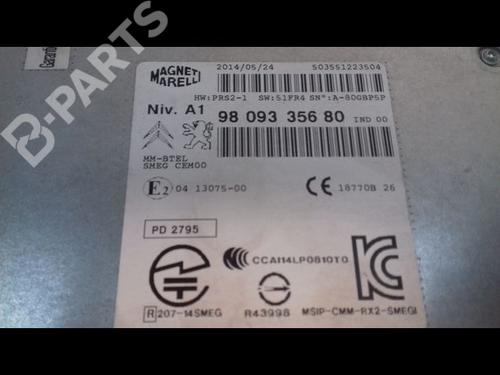 B-PARTS
Garantia
MAGNETI MARELLI
2014/05/24 503551223504
HW:PRS2-1 SW:51FR4 SN°:A-80GBP5P
Niv. A1
98 093 356 80 IND 00
MM-BTEL
SMEG CEM00
E2 04 13075-00
CE 18770B 26
PD 2795
CCAI14LP0810T0
R 207-14SMEG
R43998
MSIP-CMM-RX2-SMEGI